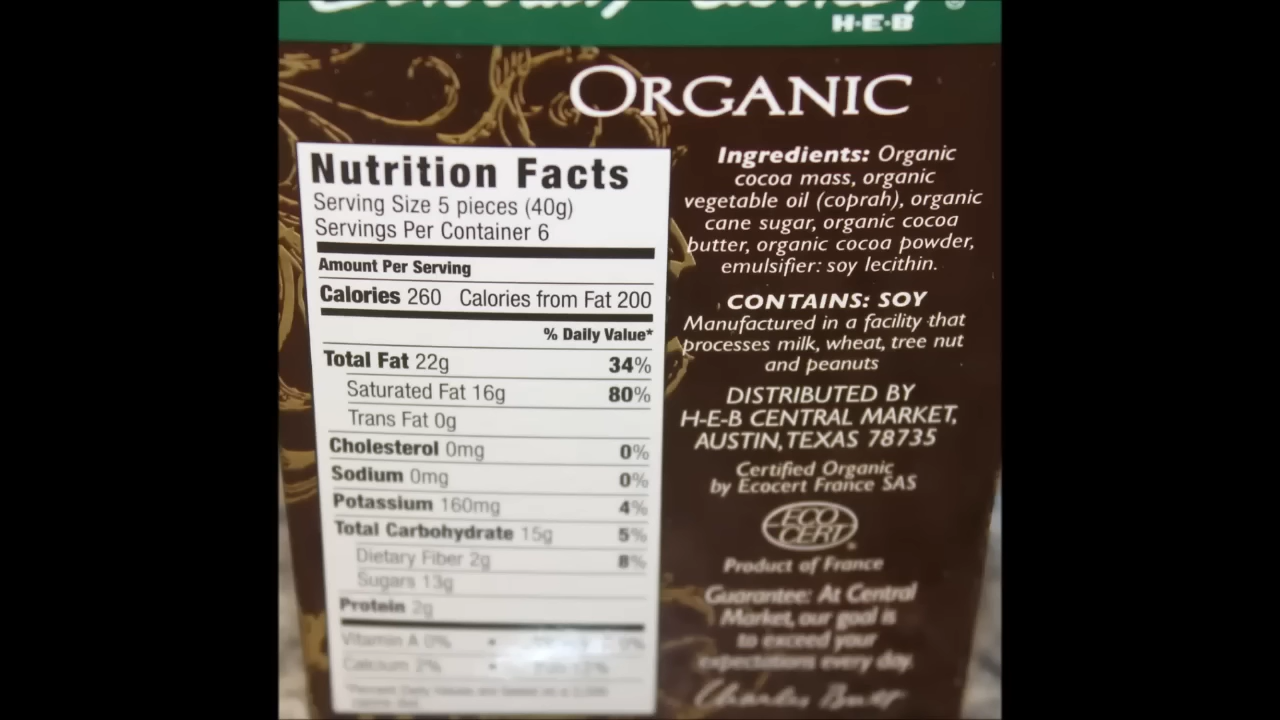 H-E-B
ORGANIC
Nutrition Facts
Serving Size 5 pieces (40g)
Servings Per Container 6
Amount Per Serving
Calories 260 Calories from Fat 200
% Daily Value*
Total Fat 22g 34%
Saturated Fat 16g 80%
Trans Fat 0g
Cholesterol 0mg 0%
Sodium 0mg 0%
Potassium 160mg 4%
Total Carbohydrate 15g 5%
Dietary Fiber 2g 8%
Sugars 13g
Protein 2g
Vitamin A 0% • 0%
Calcium 2% •
Ingredients: Organic
cocoa mass, organic
vegetable oil (coprah), organic
cane sugar, organic cocoa
butter, organic cocoa powder,
emulsifier: soy lecithin.
CONTAINS: SOY
Manufactured in a facility that
processes milk, wheat, tree nut
and peanuts
DISTRIBUTED BY
H-E-B CENTRAL MARKET,
AUSTIN, TEXAS 78735
Certified Organic
by Ecocert France SAS
ECO
CERT
Product of France
Guarantee: At Central
Market, our goal is
to exceed your
expectations every day.